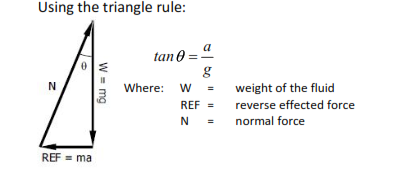 Using the triangle rule:
tan θ = a/g
θ
W = mg
N
Where: W = weight of the fluid
REF = reverse effected force
N = normal force
REF = ma